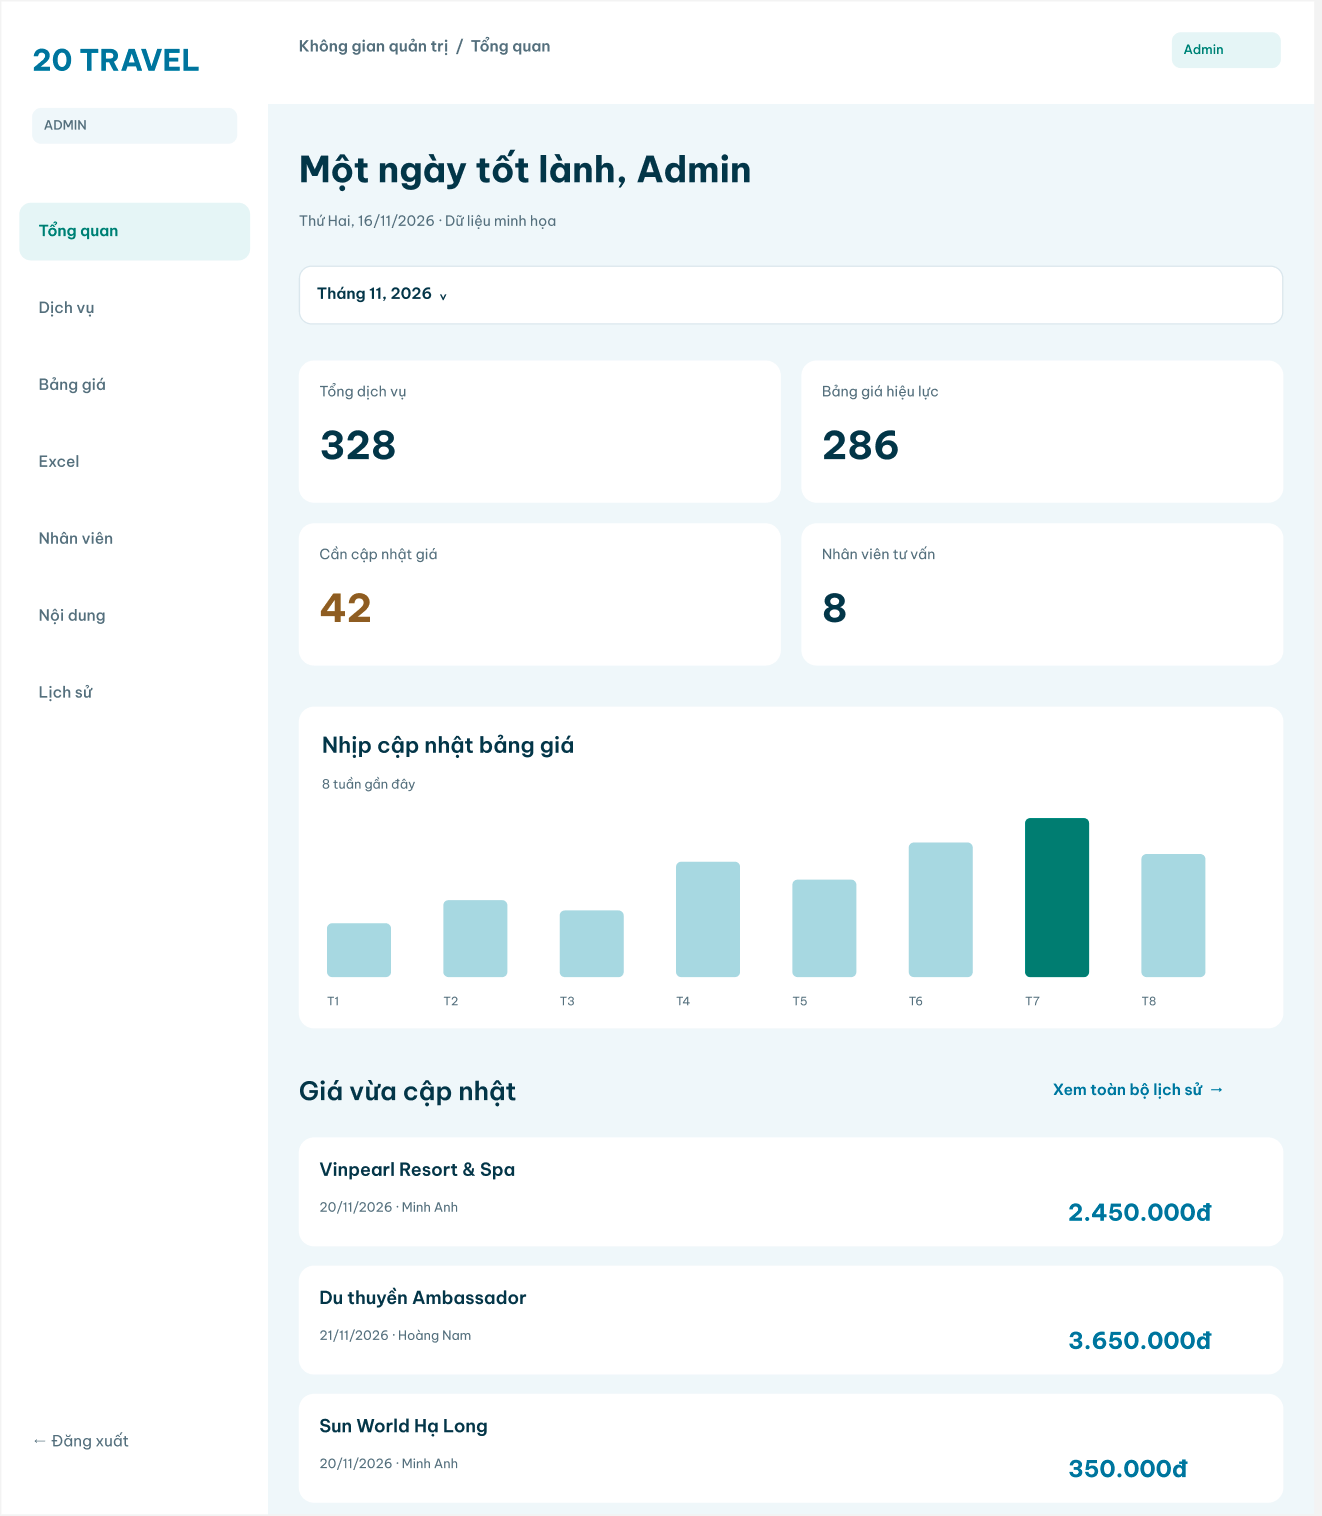 20 TRAVEL
ADMIN
Tổng quan
Dịch vụ
Bảng giá
Excel
Nhân viên
Nội dung
Lịch sử
← Đăng xuất
Không gian quản trị / Tổng quan
Admin
Một ngày tốt lành, Admin
Thứ Hai, 16/11/2026 · Dữ liệu minh họa
Tháng 11, 2026 v
Tổng dịch vụ
328
Bảng giá hiệu lực
286
Cần cập nhật giá
42
Nhân viên tư vấn
8
Nhịp cập nhật bảng giá
8 tuần gần đây
T1 T2 T3 T4 T5 T6 T7 T8
Giá vừa cập nhật
Xem toàn bộ lịch sử →
Vinpearl Resort & Spa
20/11/2026 · Minh Anh
2.450.000đ
Du thuyền Ambassador
21/11/2026 · Hoàng Nam
3.650.000đ
Sun World Hạ Long
20/11/2026 · Minh Anh
350.000đ